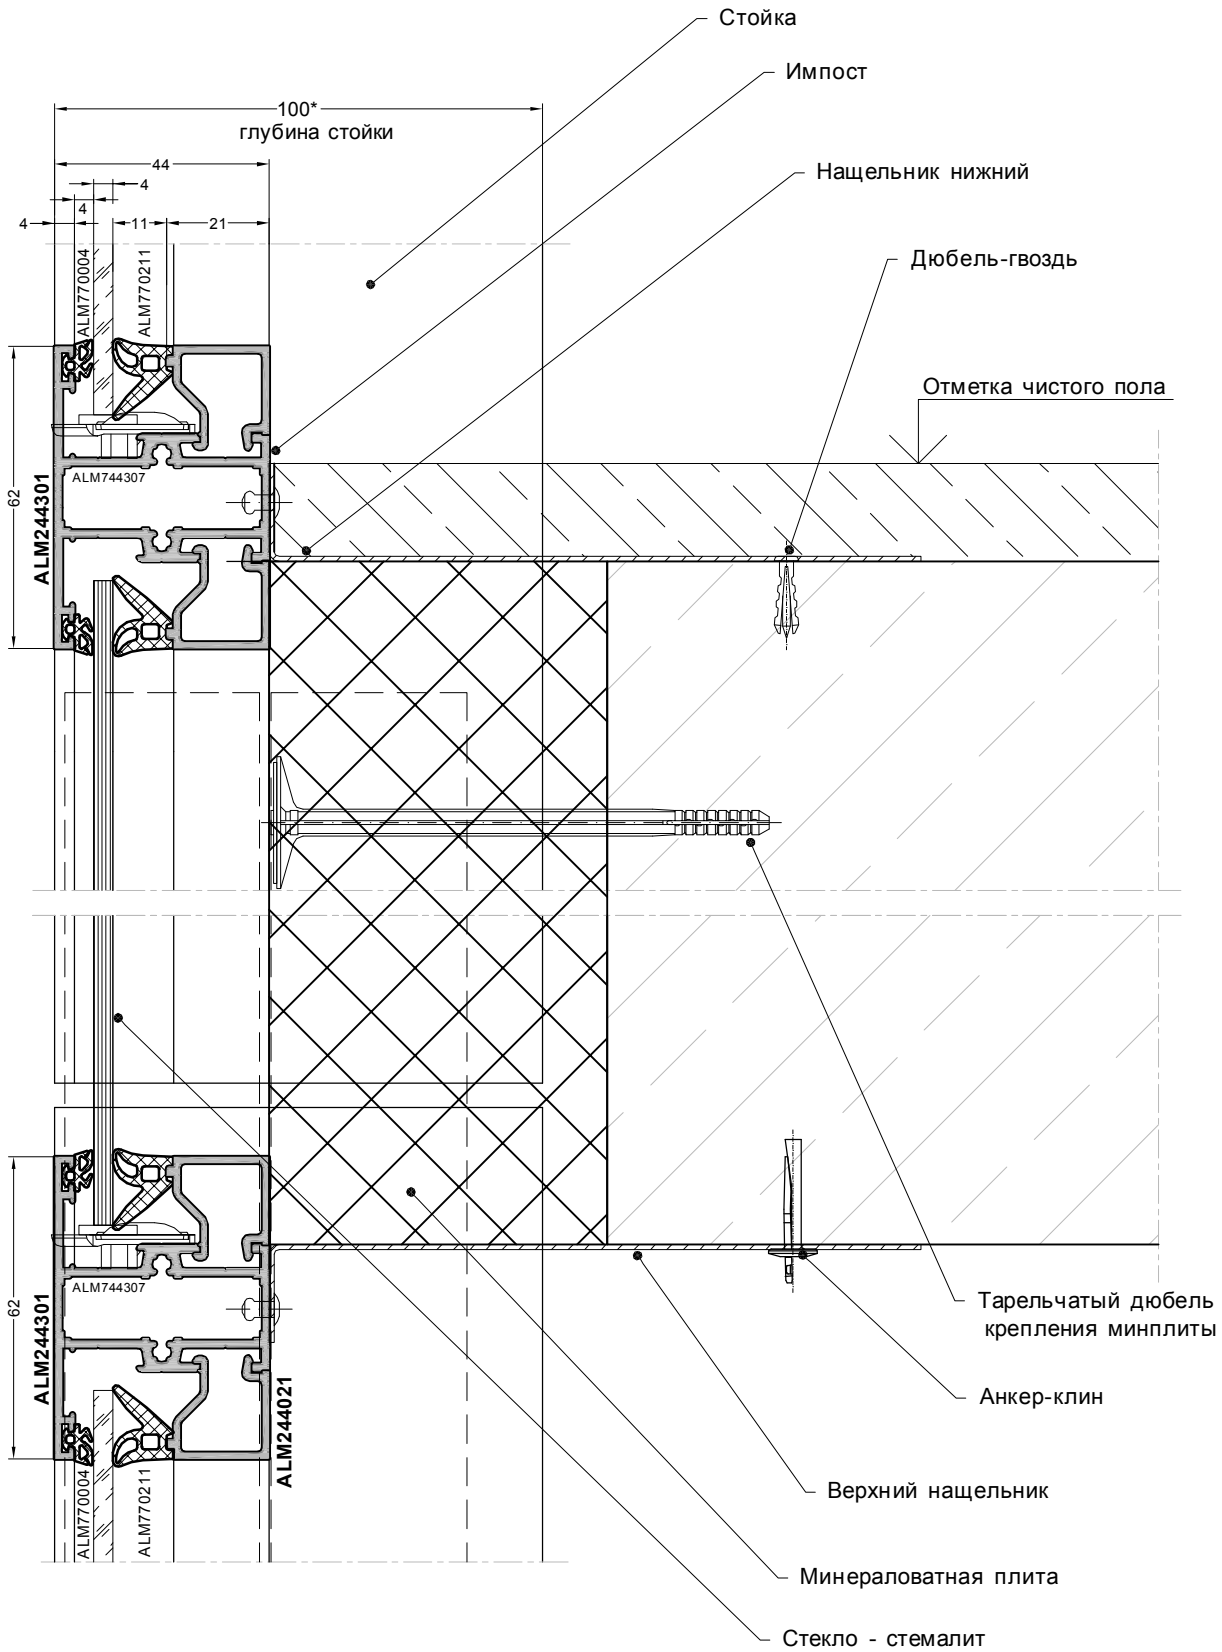 Стойка
Импост
100*
глубина стойки
44
4
Нащельник нижний
4
4
11
21
ALM770004
ALM770211
Дюбель-гвоздь
Отметка чистого пола
62
ALM244301
ALM744307
62
ALM244301
ALM744307
Тарельчатый дюбель
крепления минплиты
Анкер-клин
ALM244021
ALM770004
ALM770211
Верхний нащельник
Минераловатная плита
Стекло - стемалит